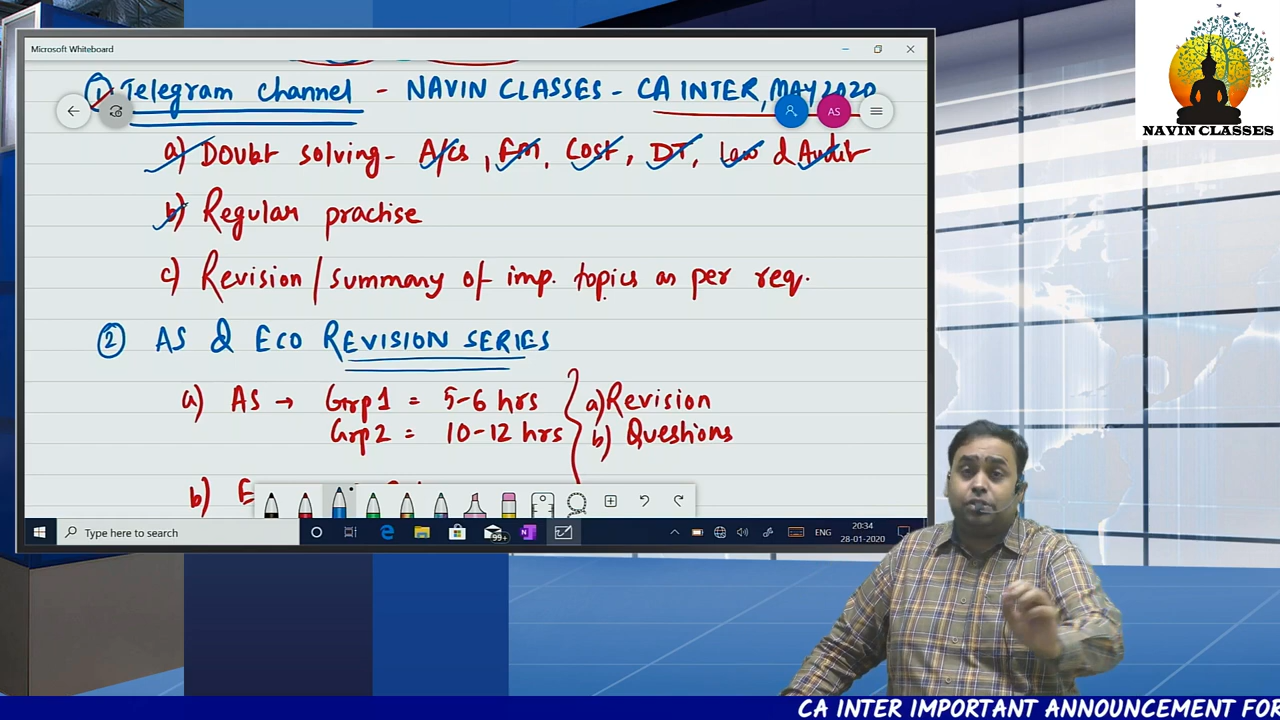 Microsoft Whiteboard
NAVIN CLASSES
① Telegram channel - NAVIN CLASSES - CA INTER, MAY 2020
AS
a) Doubt solving - A/cs, FM, Cost, DT, Law & Audit
b) Regular practise
c) Revision / summary of imp. topics as per req.
② AS & ECO REVISION SERIES
a) AS → Grp1 = 5-6 hrs
Grp2 = 10-12 hrs
a) Revision
b) Questions
b) E
Type here to search
99+
ENG
20:34
28-01-2020
CA INTER IMPORTANT ANNOUNCEMENT FOR